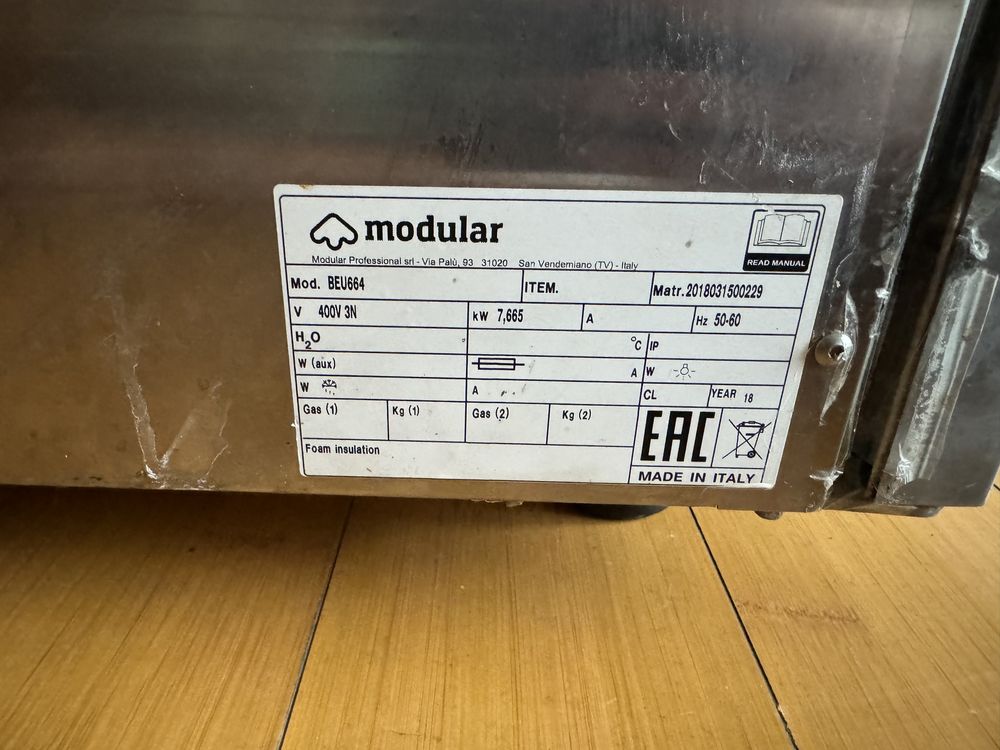 modular
Modular Professional srl - Via Palù, 93 31020 San Vendemiano (TV) - Italy
READ MANUAL
Mod. BEU664 ITEM. Matr.2018031500229
V 400V 3N kW 7,665 A Hz 50-60
H2O °C IP
W (aux) A W
W A CL YEAR 18
Gas (1) Kg (1) Gas (2) Kg (2)
EAC
Foam insulation
MADE IN ITALY